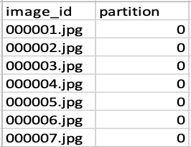 image_id partition
000001.jpg 0
000002.jpg 0
000003.jpg 0
000004.jpg 0
000005.jpg 0
000006.jpg 0
000007.jpg 0